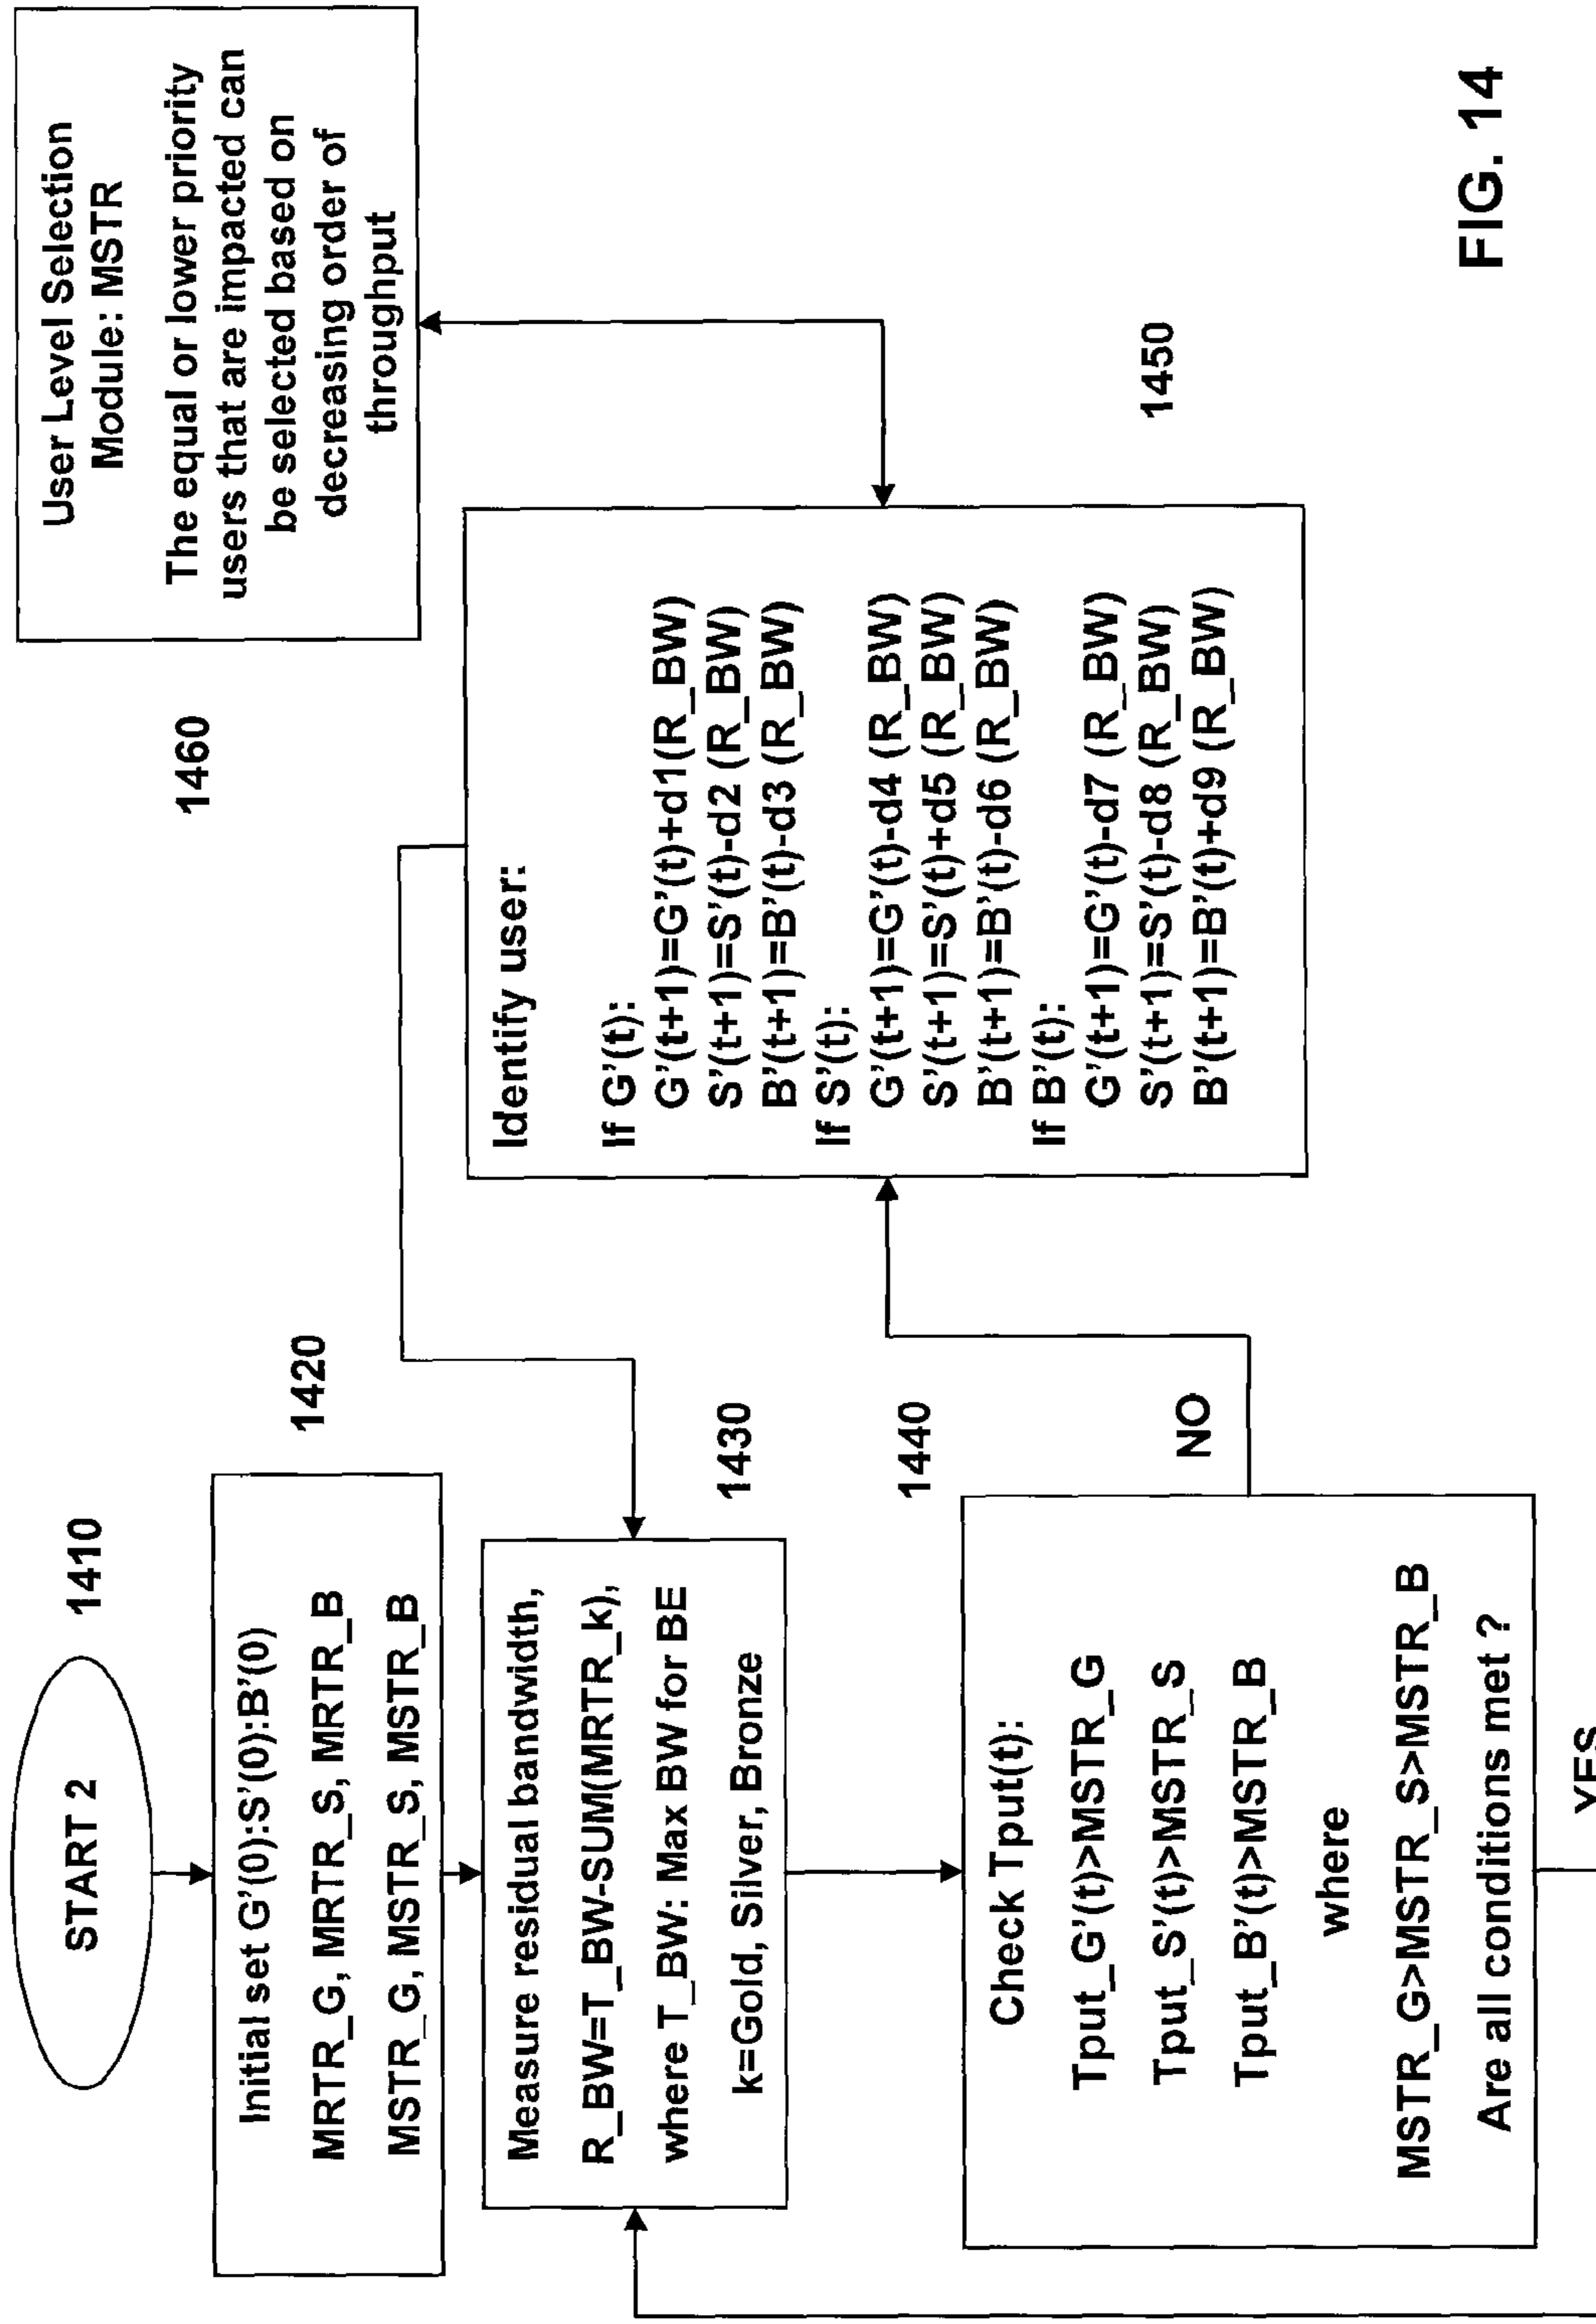 START 2
1410
Initial set G'(0):S'(0):B'(0)
MRTR_G, MRTR_S, MRTR_B
MSTR_G, MSTR_S, MSTR_B
1420
Measure residual bandwidth,
R_BW=T_BW-SUM(MRTR_k),
where T_BW: Max BW for BE
k=Gold, Silver, Bronze
1430
1440
Check Tput(t):
Tput_G'(t)>MSTR_G
Tput_S'(t)>MSTR_S
Tput_B'(t)>MSTR_B
where
MSTR_G>MSTR_S>MSTR_B
Are all conditions met ?
NO
YES
Identify user:
If G'(t):
G'(t+1)=G'(t)+d1(R_BW)
S'(t+1)=S'(t)-d2 (R_BW)
B'(t+1)=B'(t)-d3 (R_BW)
If S'(t):
G'(t+1)=G'(t)-d4 (R_BW)
S'(t+1)=S'(t)+d5 (R_BW)
B'(t+1)=B'(t)-d6 (R_BW)
If B'(t):
G'(t+1)=G'(t)-d7 (R_BW)
S'(t+1)=S'(t)-d8 (R_BW)
B'(t+1)=B'(t)+d9 (R_BW)
1450
1460
User Level Selection
Module: MSTR
The equal or lower priority
users that are impacted can
be selected based on
decreasing order of
throughput
FIG. 14